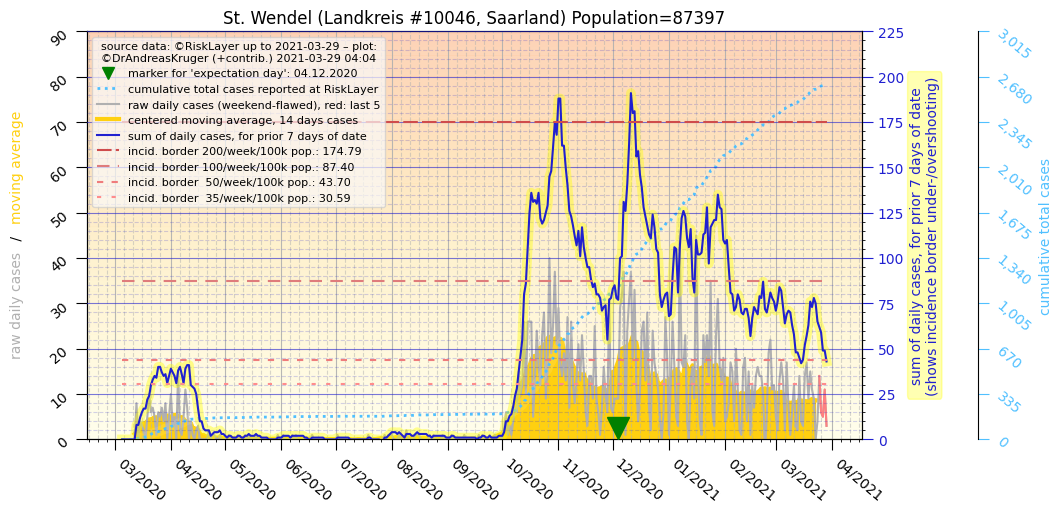 St. Wendel (Landkreis #10046, Saarland) Population=87397
source data: ©RiskLayer up to 2021-03-29 – plot:
©DrAndreasKruger (+contrib.) 2021-03-29 04:04
marker for 'expectation day': 04.12.2020
cumulative total cases reported at RiskLayer
raw daily cases (weekend-flawed), red: last 5
centered moving average, 14 days cases
sum of daily cases, for prior 7 days of date
incid. border 200/week/100k pop.: 174.79
incid. border 100/week/100k pop.: 87.40
incid. border  50/week/100k pop.: 43.70
incid. border  35/week/100k pop.: 30.59
raw daily cases / moving average
90
80
70
60
50
40
30
20
10
0
03/2020
04/2020
05/2020
06/2020
07/2020
08/2020
09/2020
10/2020
11/2020
12/2020
01/2021
02/2021
03/2021
04/2021
225
200
175
150
125
100
75
50
25
0
sum of daily cases, for prior 7 days of date
(shows incidence border under-/overshooting)
3,015
2,680
2,345
2,010
1,675
1,340
1,005
670
335
0
cumulative total cases